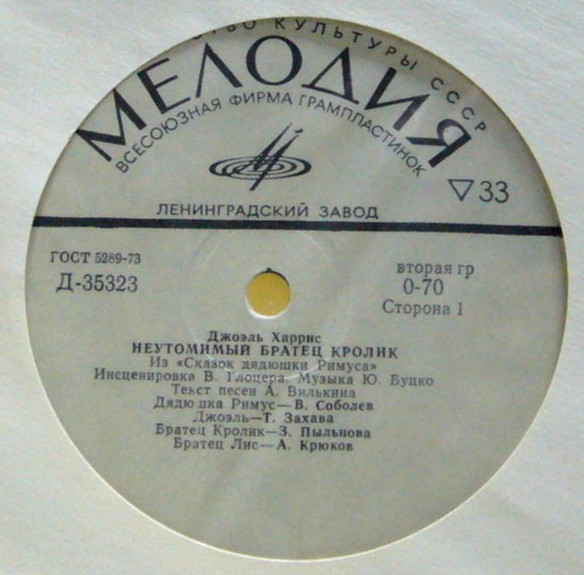 СТВО КУЛЬТУРЫ СССР
МЕЛОДИЯ
ВСЕСОЮЗНАЯ ФИРМА ГРАМПЛАСТИНОК
▽ 33
ЛЕНИНГРАДСКИЙ ЗАВОД
ГОСТ 5289-73
Д-35323
вторая гр
0-70
Сторона 1
Джоэль Харрис
НЕУТОМИМЫЙ БРАТЕЦ КРОЛИК
Из «Сказок дядюшки Римуса»
Инсценировка В. Глоцера, Музыка Ю. Буцко
Текст песен А. Вилькина
Дядюшка Римус—В. Соболев
Джоэль—Т. Захава
Братец Кролик—З. Пыльнова
Братец Лис—А. Крюков